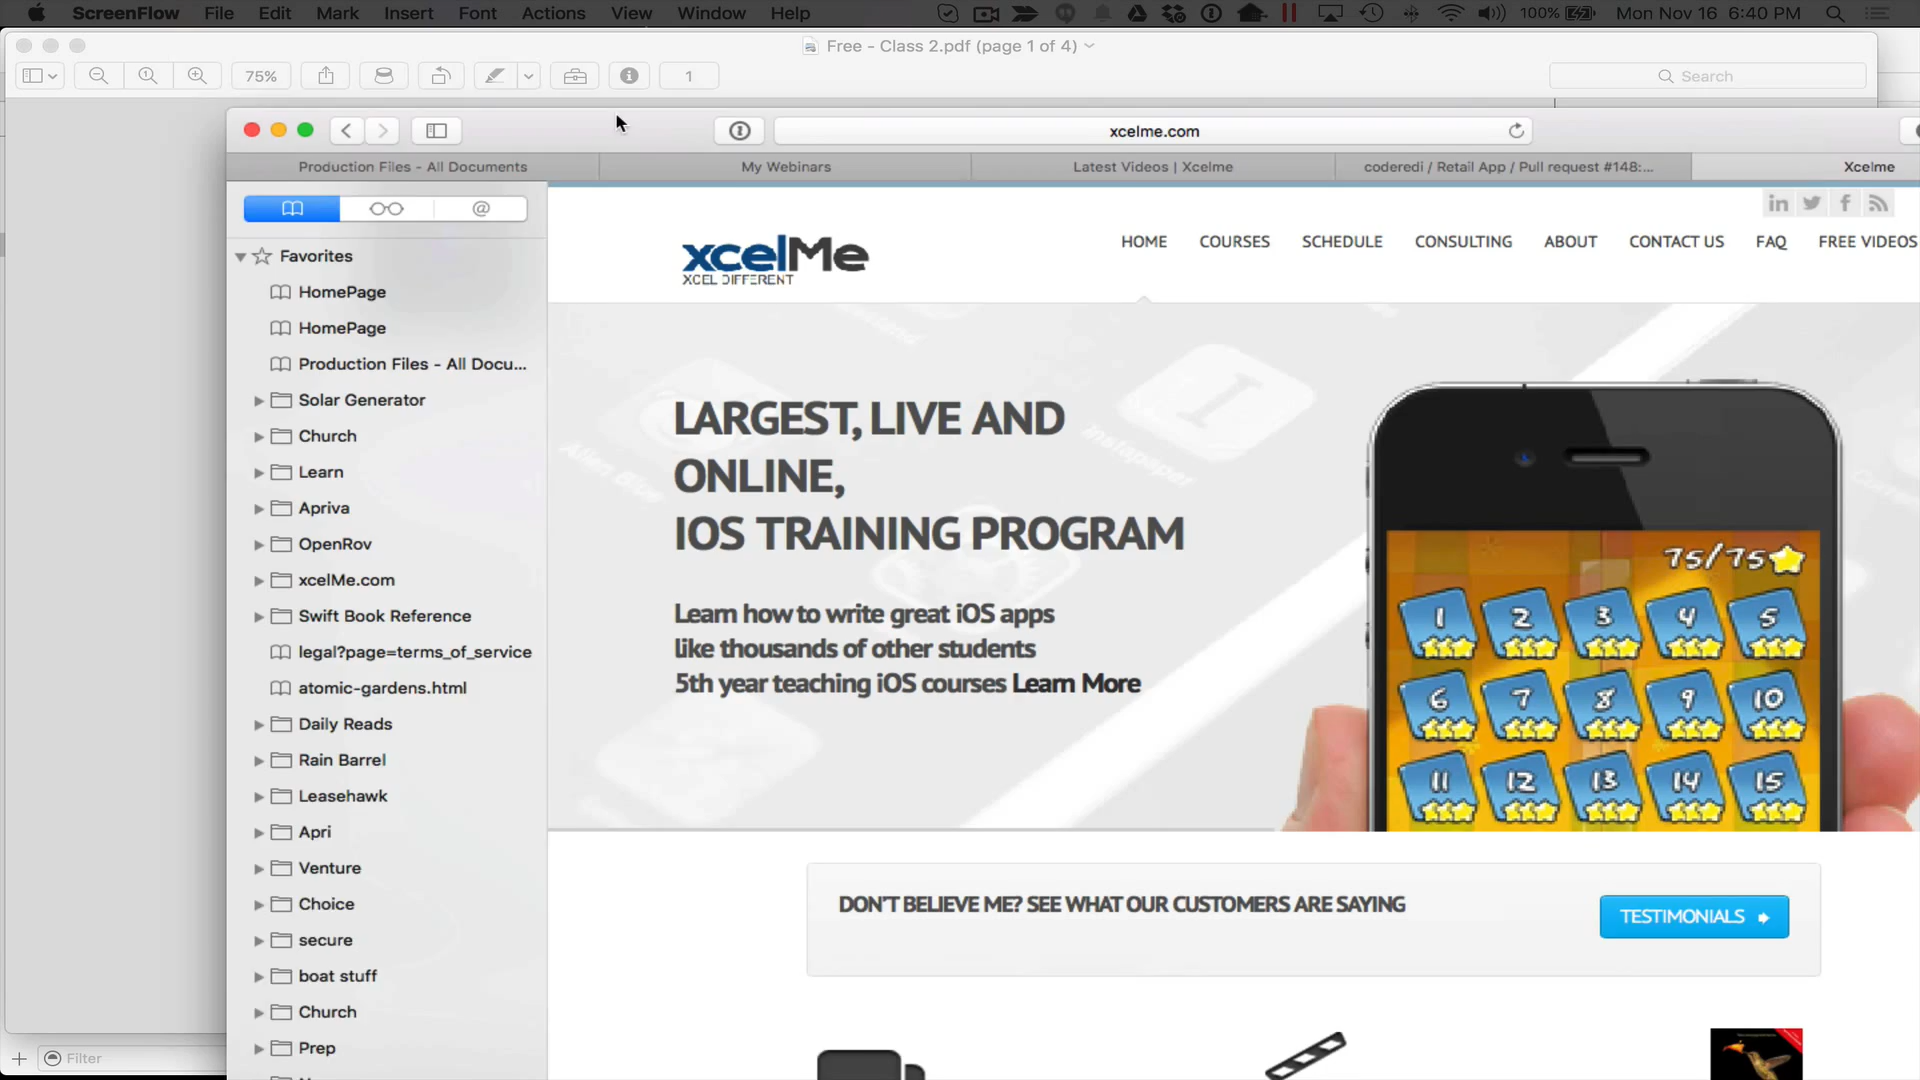 ScreenFlow File Edit Mark Insert Font Actions View Window Help 100% Mon Nov 16 6:40 PM
Free - Class 2.pdf (page 1 of 4)
75% 1 Search
xcelme.com
Production Files - All Documents My Webinars Latest Videos | Xcelme coderedi / Retail App / Pull request #148:... Xcelme
Favorites
HomePage
HomePage
Production Files - All Docu...
Solar Generator
Church
Learn
Apriva
OpenRov
xcelMe.com
Swift Book Reference
legal?page=terms_of_service
atomic-gardens.html
Daily Reads
Rain Barrel
Leasehawk
Apri
Venture
Choice
secure
boat stuff
Church
Prep
Filter
xcelMe
XCEL DIFFERENT
HOME COURSES SCHEDULE CONSULTING ABOUT CONTACT US FAQ FREE VIDEOS
LARGEST, LIVE AND
ONLINE,
IOS TRAINING PROGRAM
Learn how to write great iOS apps
like thousands of other students
5th year teaching iOS courses Learn More
Instapaper
Alien Blue
75/75
1 2 3 4 5
6 7 8 9 10
11 12 13 14 15
DON'T BELIEVE ME? SEE WHAT OUR CUSTOMERS ARE SAYING
TESTIMONIALS